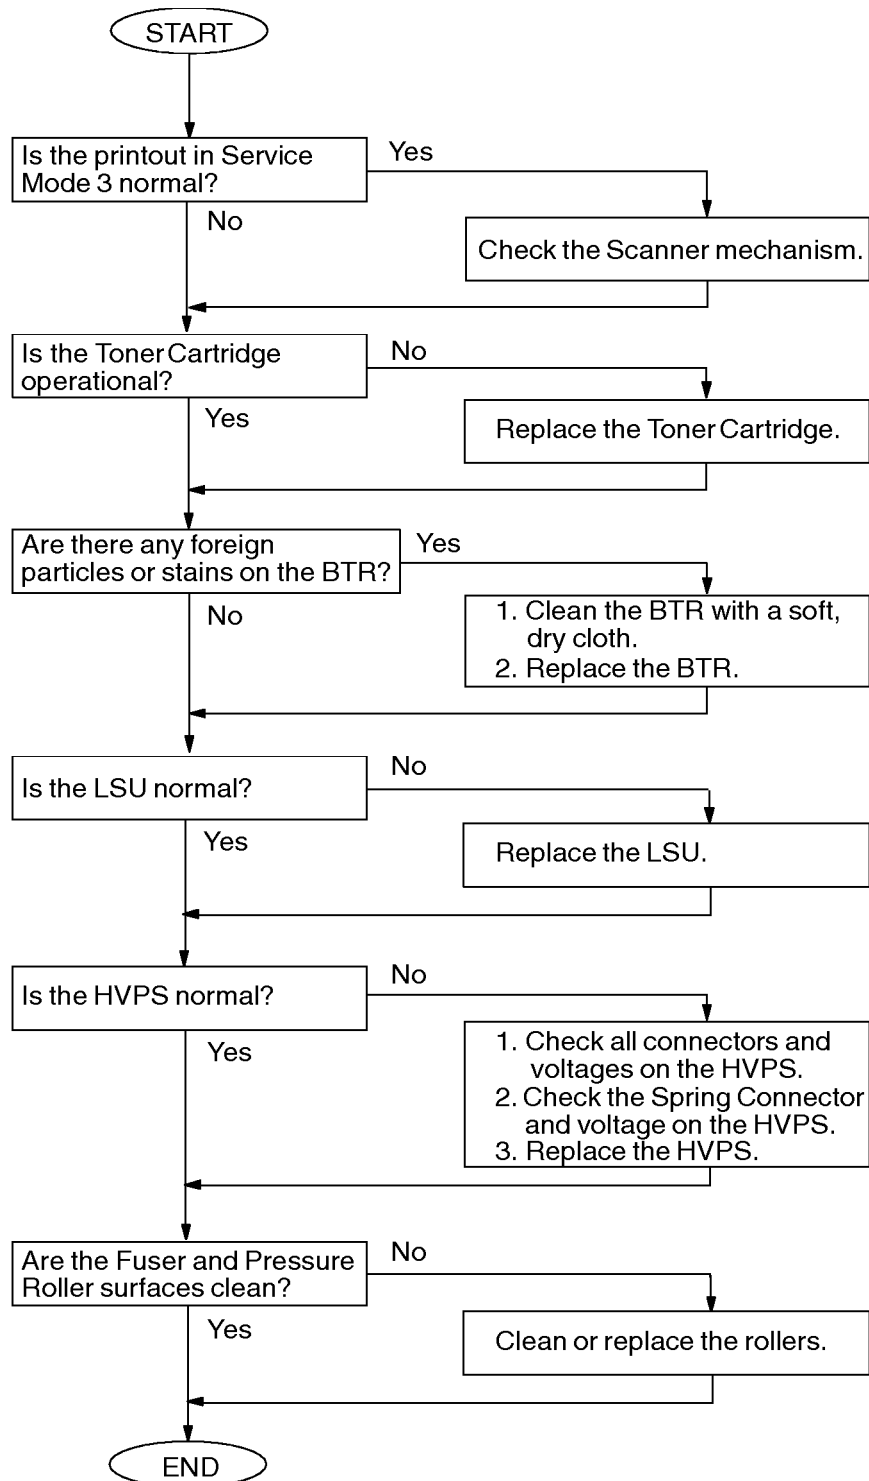 START
Is the printout in Service
Mode 3 normal?
Yes
No
Check the Scanner mechanism.
Is the Toner Cartridge
operational?
No
Yes
Replace the Toner Cartridge.
Are there any foreign
particles or stains on the BTR?
Yes
No
1. Clean the BTR with a soft,
dry cloth.
2. Replace the BTR.
Is the LSU normal?
No
Yes
Replace the LSU.
Is the HVPS normal?
No
Yes
1. Check all connectors and
voltages on the HVPS.
2. Check the Spring Connector
and voltage on the HVPS.
3. Replace the HVPS.
Are the Fuser and Pressure
Roller surfaces clean?
No
Yes
Clean or replace the rollers.
END